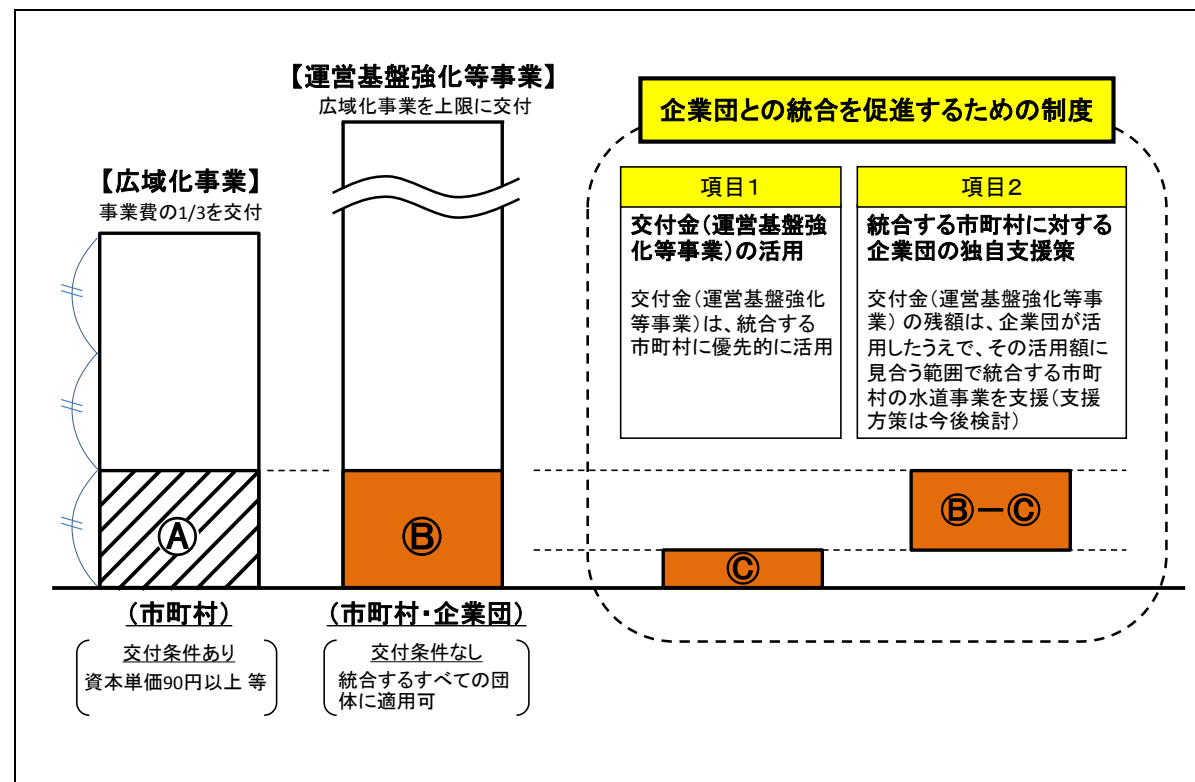 【運営基盤強化等事業】
広域化事業を上限に交付
企業団との統合を促進するための制度
【広域化事業】
事業費の1/3を交付
項目1
交付金(運営基盤強
化等事業)の活用
交付金(運営基盤強化
等事業)は、統合する
市町村に優先的に活用
項目2
統合する市町村に対する
企業団の独自支援策
交付金(運営基盤強化等事
業) の残額は、企業団が活
用したうえで、その活用額に
見合う範囲で統合する市町
村の水道事業を支援(支援
方策は今後検討)
Ⓐ
Ⓑ
Ⓒ
Ⓑ-Ⓒ
(市町村)
交付条件あり
資本単価90円以上 等
(市町村・企業団)
交付条件なし
統合するすべての団
体に適用可